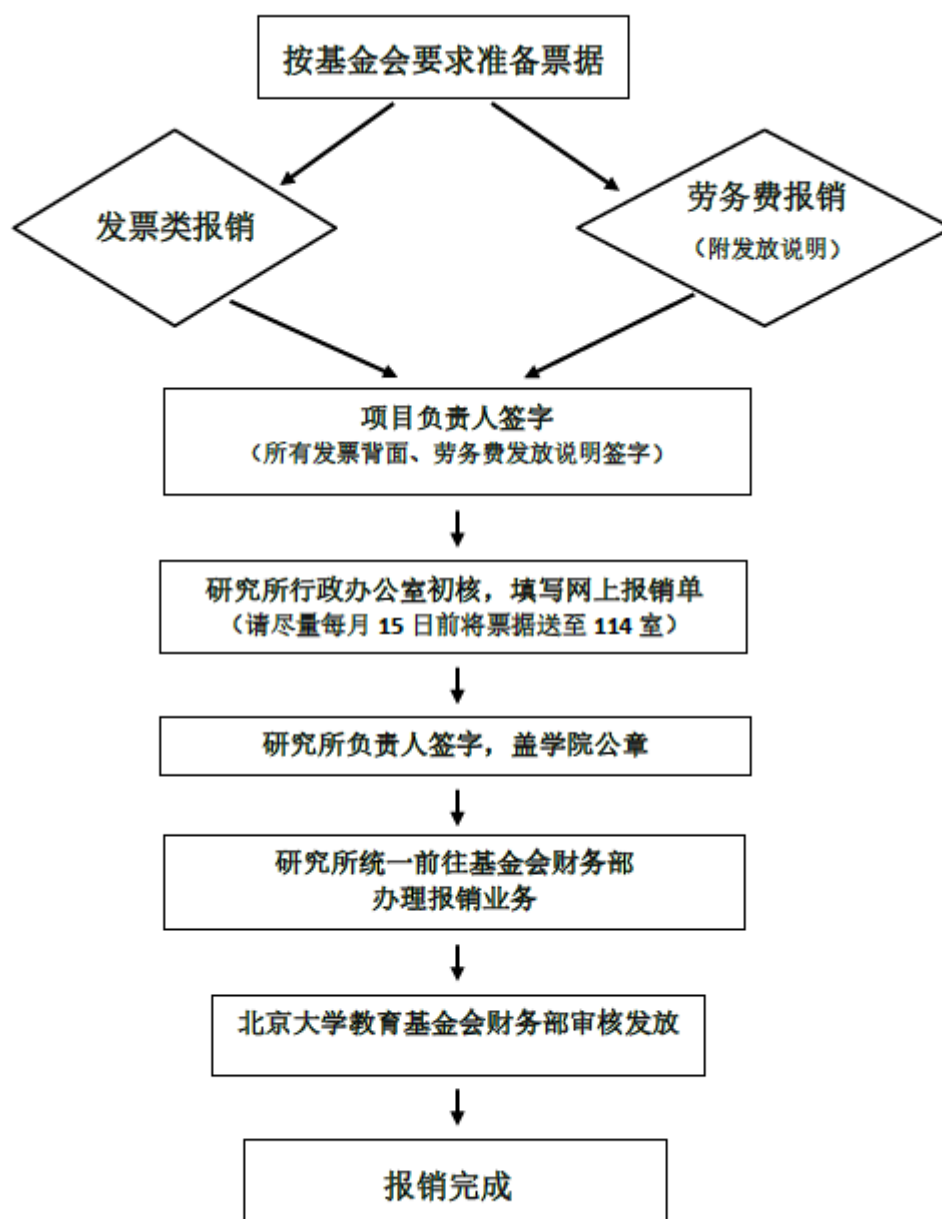 按基金会要求准备票据
发票类报销
劳务费报销
（附发放说明）
项目负责人签字
（所有发票背面、劳务费发放说明签字）
研究所行政办公室初核，填写网上报销单
（请尽量每月 15 日前将票据送至 114 室）
研究所负责人签字，盖学院公章
研究所统一前往基金会财务部
办理报销业务
北京大学教育基金会财务部审核发放
报销完成